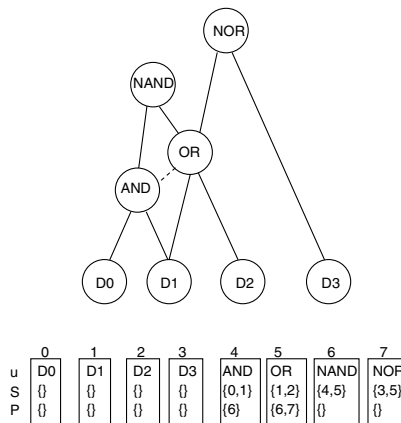 NOR
NAND
OR
AND
D0 D1 D2 D3
0 1 2 3 4 5 6 7
u D0 D1 D2 D3 AND OR NAND NOR
S {} {} {} {} {0,1} {1,2} {4,5} {3,5}
P {} {} {} {} {6} {6,7} {} {}